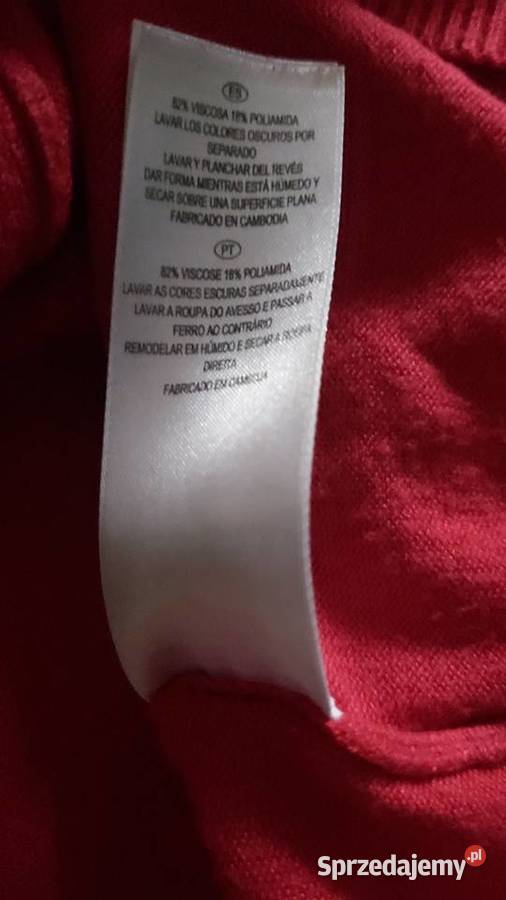 ES
82% VISCOSA 18% POLIAMIDA
LAVAR LOS COLORES OSCUROS POR
SEPARADO
LAVAR Y PLANCHAR DEL REVÉS
DAR FORMA MIENTRAS ESTÁ HÚMEDO Y
SECAR SOBRE UNA SUPERFICIE PLANA
FABRICADO EN CAMBODIA
PT
82% VISCOSE 18% POLIAMIDA
LAVAR AS CORES ESCURAS SEPARADAMENTE
LAVAR A ROUPA DO AVESSO E PASSAR A
FERRO AO CONTRÁRIO
REMODELAR EM HÚMIDO E SECAR A ROUPA
DIREITA
FABRICADO EM CAMBOJA
Sprzedajemy.pl